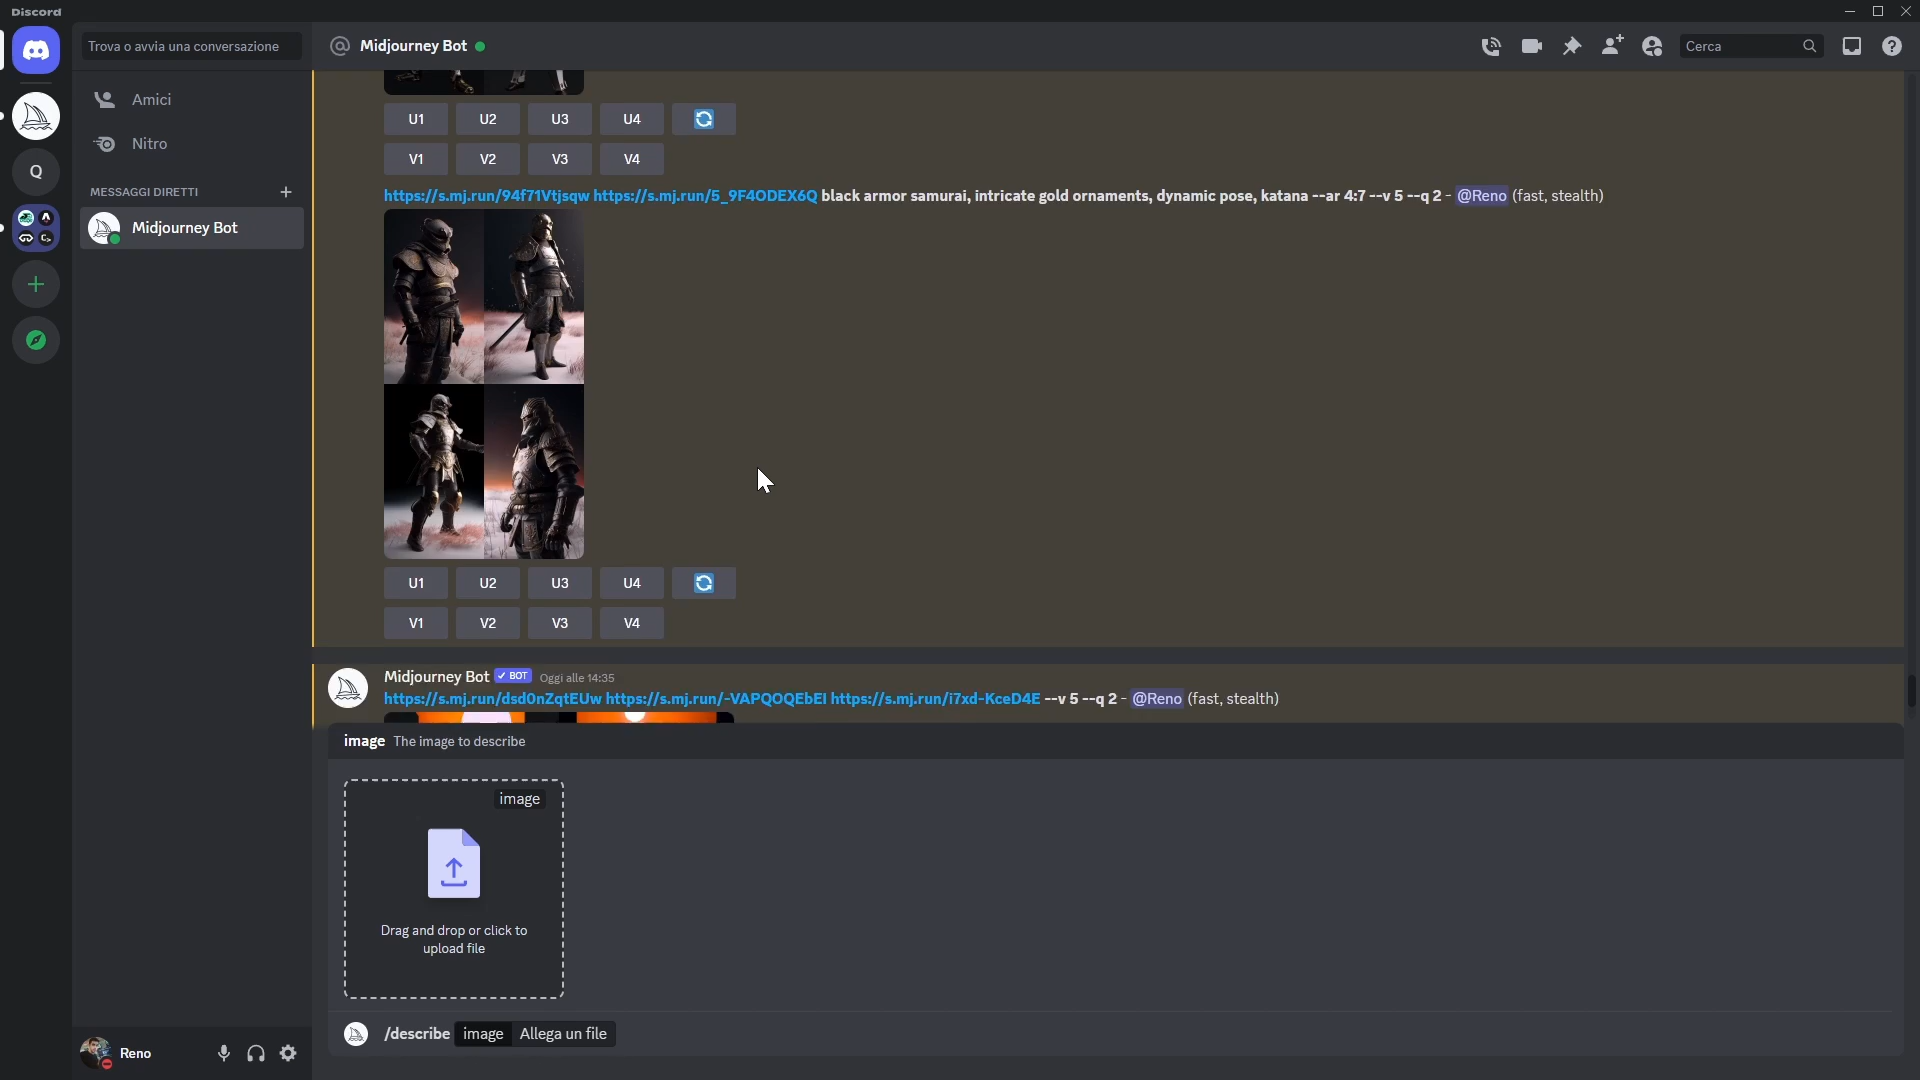 Discord
Trova o avvia una conversazione
Midjourney Bot
Cerca
Amici
Nitro
MESSAGGI DIRETTI
Midjourney Bot
Q
U1 U2 U3 U4
V1 V2 V3 V4
https://s.mj.run/94f71Vtjsqw https://s.mj.run/5_9F4ODEX6Q black armor samurai, intricate gold ornaments, dynamic pose, katana --ar 4:7 --v 5 --q 2 - @Reno (fast, stealth)
U1 U2 U3 U4
V1 V2 V3 V4
Midjourney Bot ✓ BOT Oggi alle 14:35
https://s.mj.run/dsd0nZqtEUw https://s.mj.run/-VAPQOQEbEI https://s.mj.run/i7xd-KceD4E --v 5 --q 2 - @Reno (fast, stealth)
image The image to describe
image
Drag and drop or click to
upload file
/describe image Allega un file
Reno